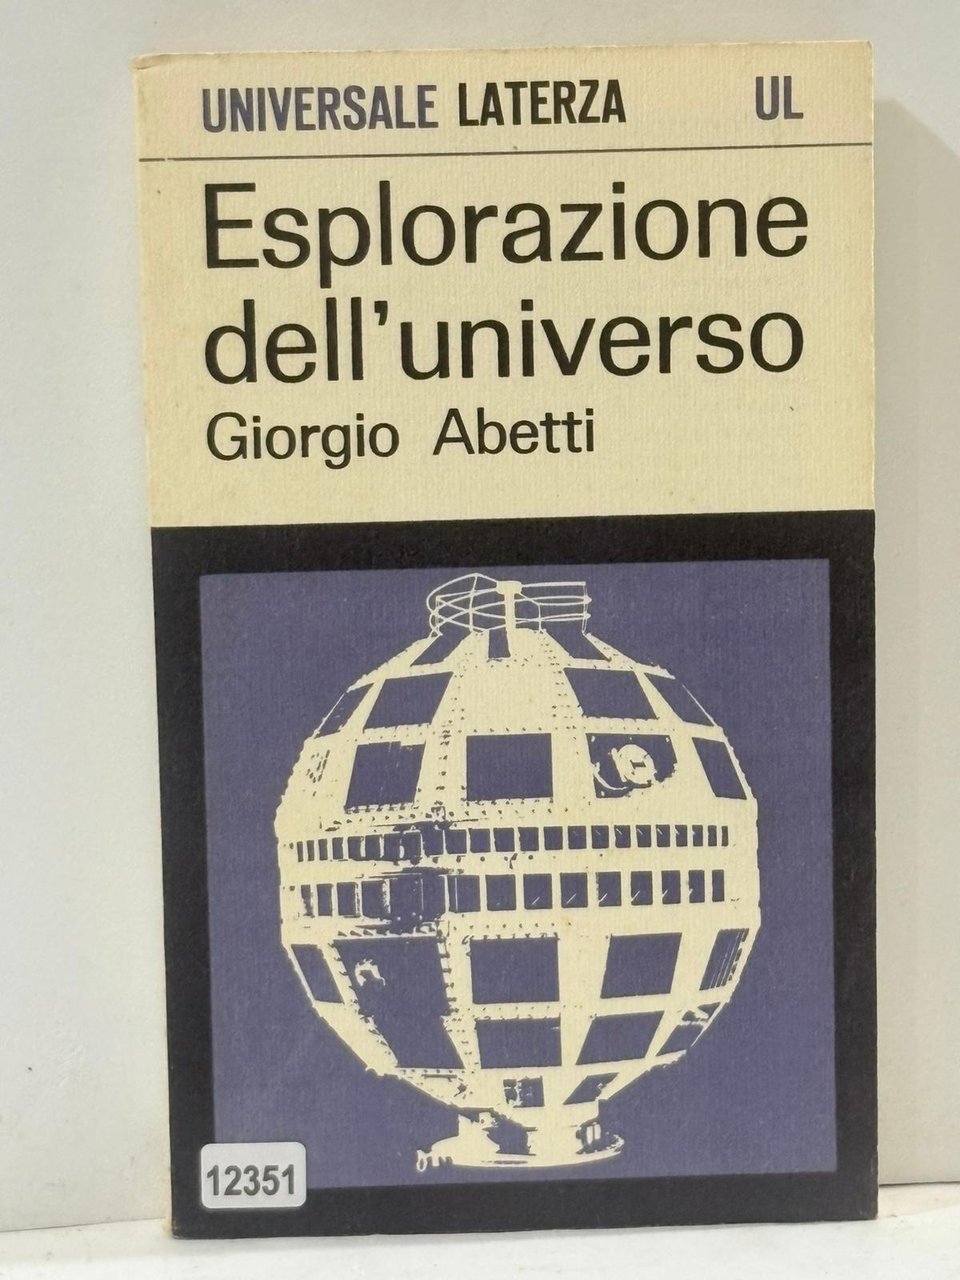 UNIVERSALE LATERZA UL
Esplorazione
dell'universo
Giorgio Abetti
12351